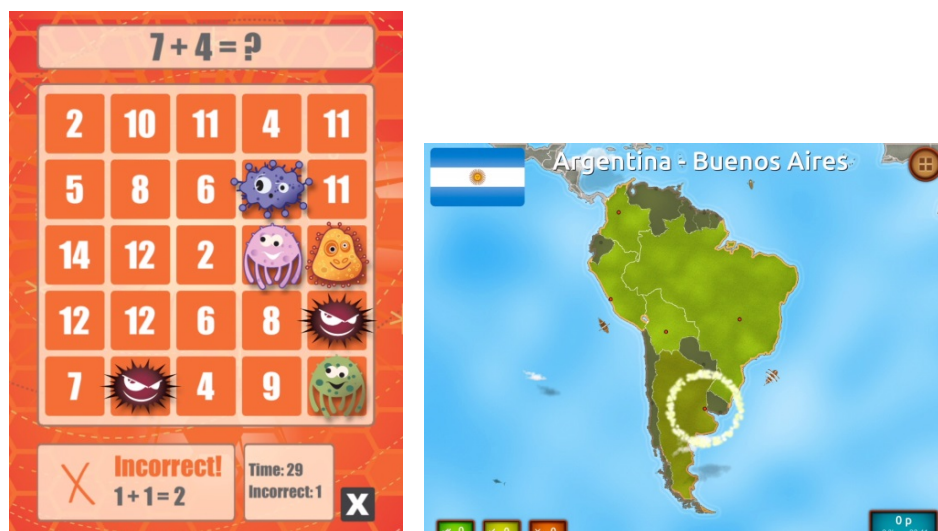 7 + 4 = ?
2 10 11 4 11
5 8 6 11
14 12 2
12 12 6 8
7 4 9
Incorrect!
1 + 1 = 2
Time: 29
Incorrect: 1
X
Argentina - Buenos Aires
0 p